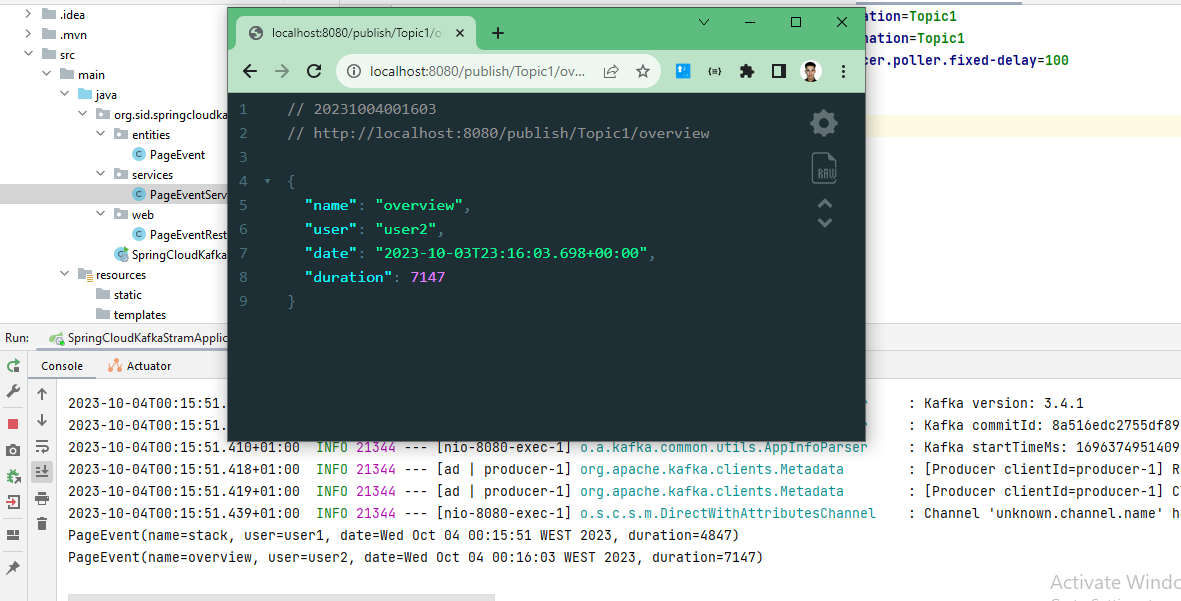 .idea
.mvn
src
main
java
org.sid.springcloudka
entities
PageEvent
services
PageEventServ
web
PageEventRest
SpringCloudKafka
resources
static
templates
localhost:8080/publish/Topic1/o
localhost:8080/publish/Topic1/ov...
1 // 20231004001603
2 // http://localhost:8080/publish/Topic1/overview
3
4 {
5 "name": "overview",
6 "user": "user2",
7 "date": "2023-10-03T23:16:03.698+00:00",
8 "duration": 7147
9 }
RAW
ation=Topic1
nation=Topic1
cer.poller.fixed-delay=100
Run: SpringCloudKafkaStramApplic
Console Actuator
2023-10-04T00:15:51. : Kafka version: 3.4.1
2023-10-04T00:15:51. : Kafka commitId: 8a516edc2755df89
2023-10-04T00:15:51.410+01:00 INFO 21344 --- [nio-8080-exec-1] o.a.kafka.common.utils.AppInfoParser : Kafka startTimeMs: 1696374951409
2023-10-04T00:15:51.418+01:00 INFO 21344 --- [ad | producer-1] org.apache.kafka.clients.Metadata : [Producer clientId=producer-1] R
2023-10-04T00:15:51.419+01:00 INFO 21344 --- [ad | producer-1] org.apache.kafka.clients.Metadata : [Producer clientId=producer-1] C
2023-10-04T00:15:51.439+01:00 INFO 21344 --- [nio-8080-exec-1] o.s.c.s.m.DirectWithAttributesChannel : Channel 'unknown.channel.name' h
PageEvent(name=stack, user=user1, date=Wed Oct 04 00:15:51 WEST 2023, duration=4847)
PageEvent(name=overview, user=user2, date=Wed Oct 04 00:16:03 WEST 2023, duration=7147)
Activate Windo